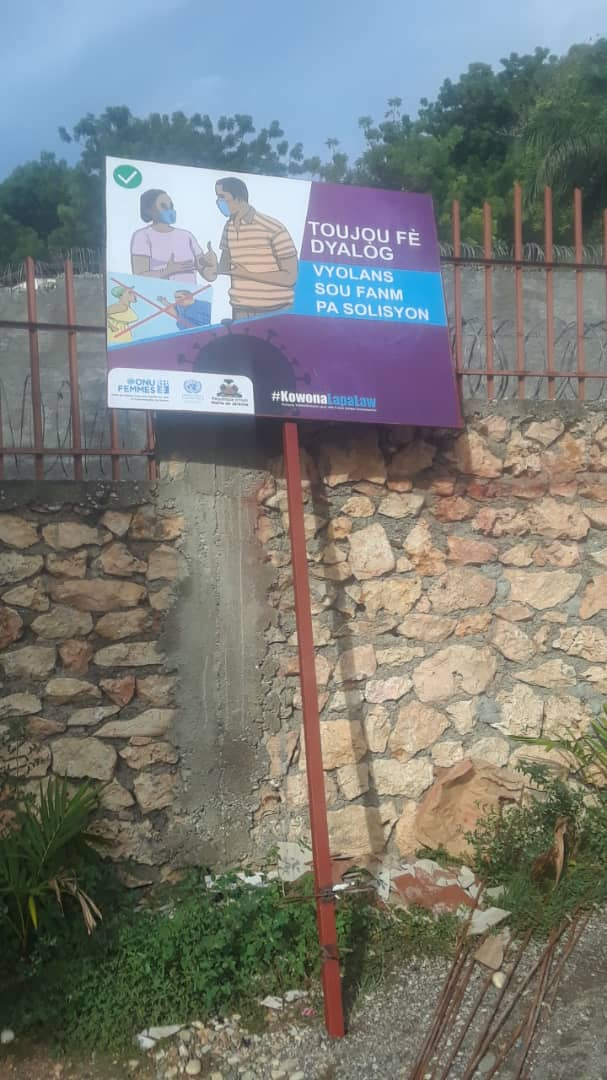 TOUJOU FÈ
DYALÒG
VYOLANS
SOU FANM
PA SOLISYON
ONU
FEMMES
#KowonaLapaLaw